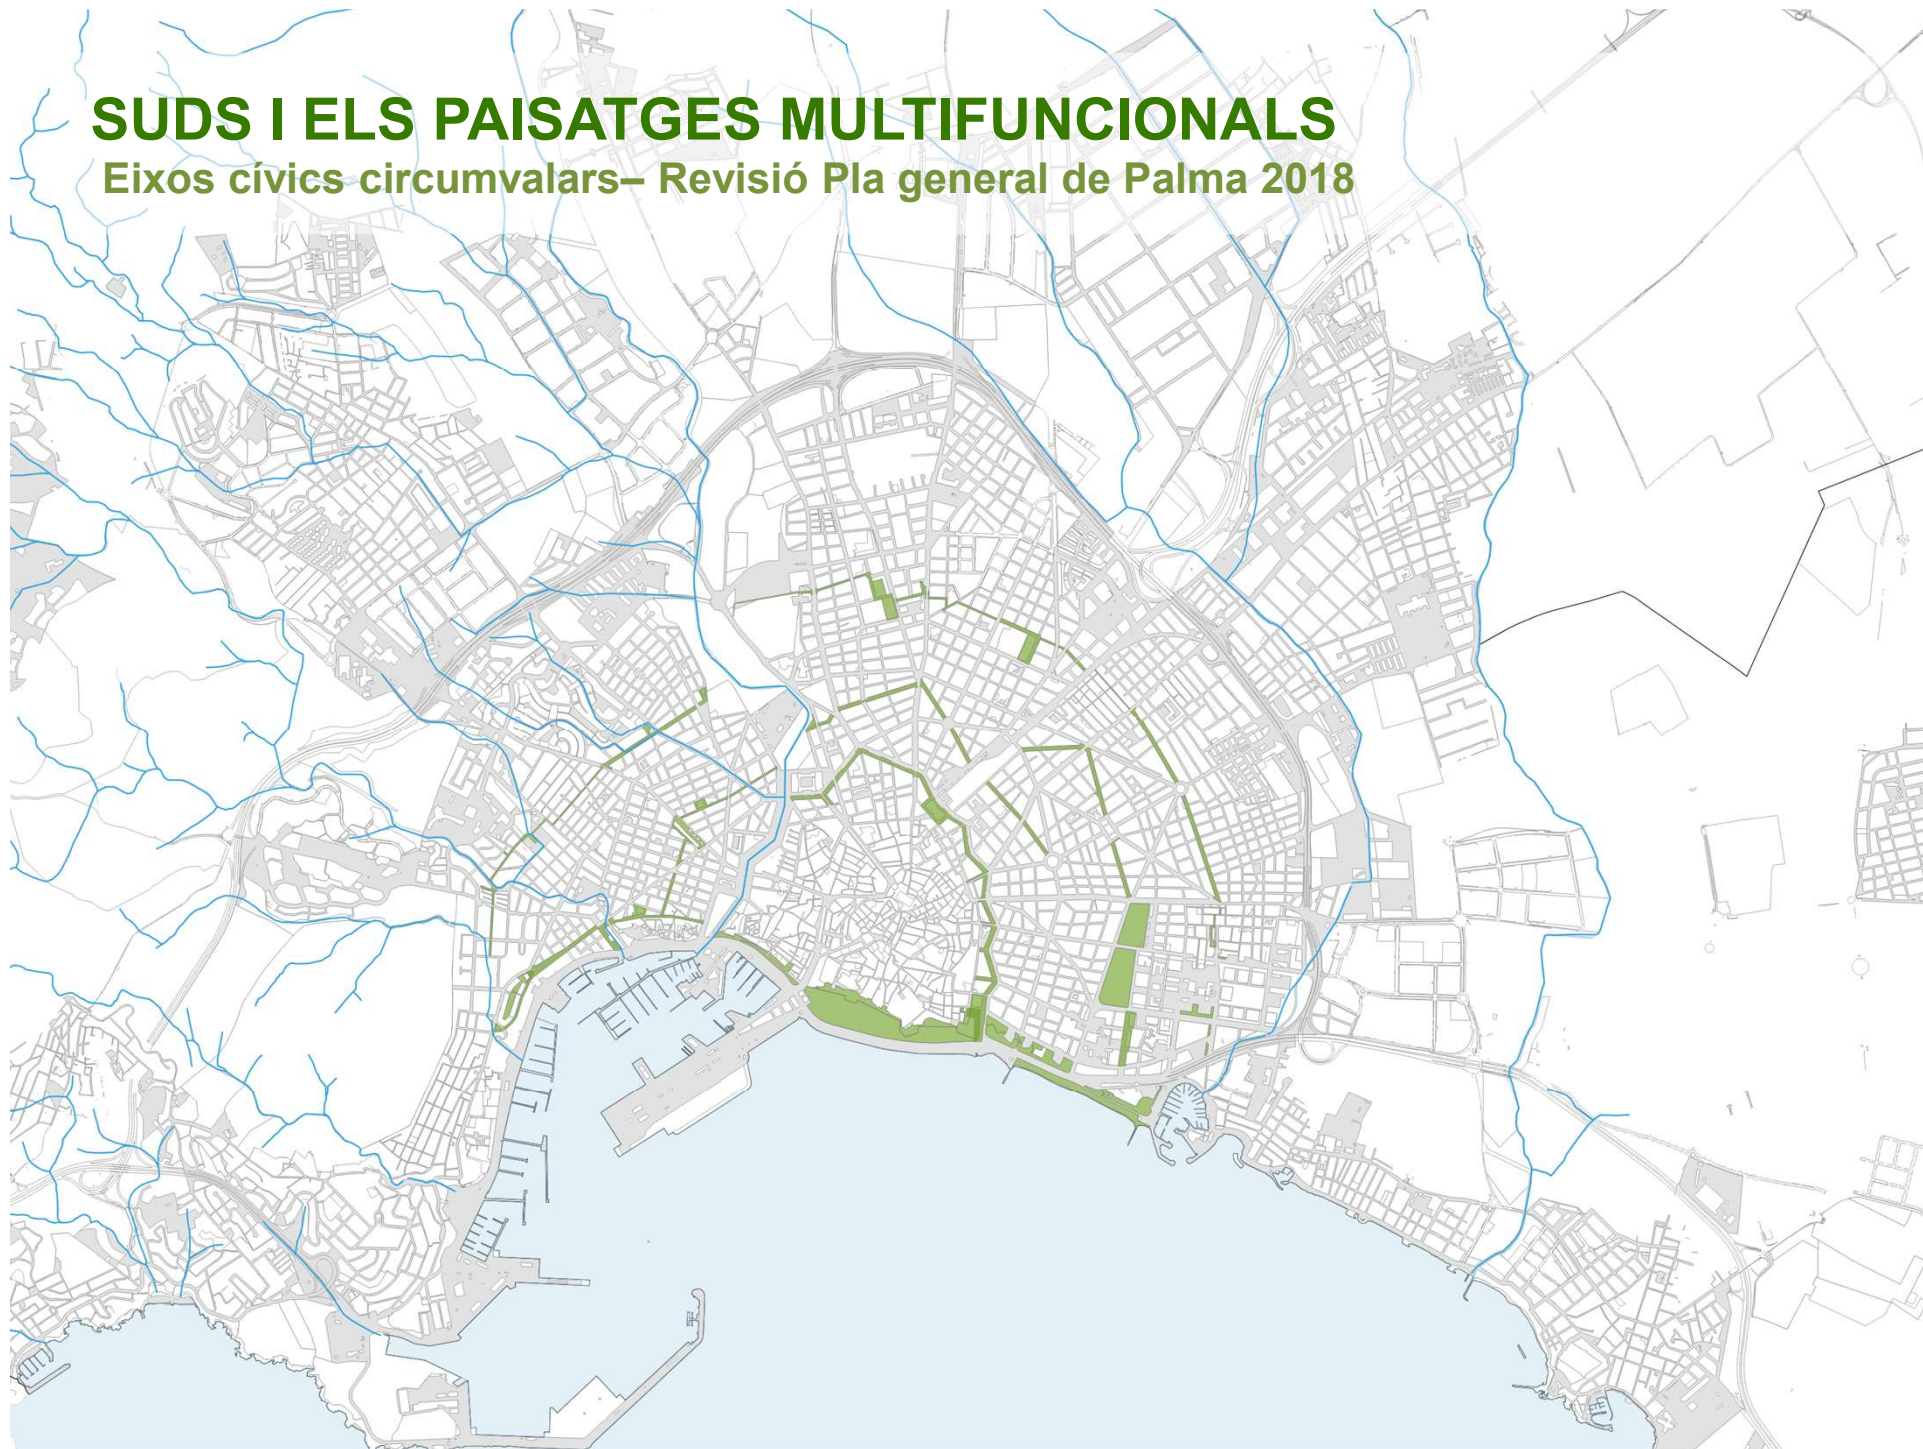 SUDS I ELS PAISATGES MULTIFUNCIONALS
Eixos cívics circumvalars– Revisió Pla general de Palma 2018